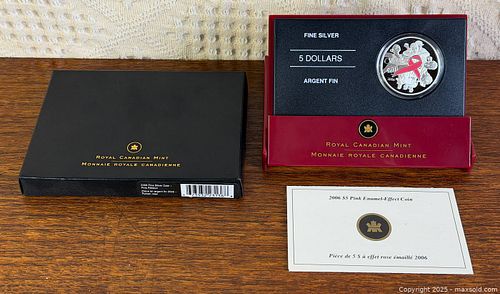 FINE SILVER
5 DOLLARS
ARGENT FIN
ROYAL CANADIAN MINT
MONNAIE ROYALE CANADIENNE
ROYAL CANADIAN MINT
MONNAIE ROYALE CANADIENNE
2006 $5 Pink Enamel-Effect Coin
Pièce de 5 $ à effet rose émaillé 2006
Copyright 2025 - maxsold.com